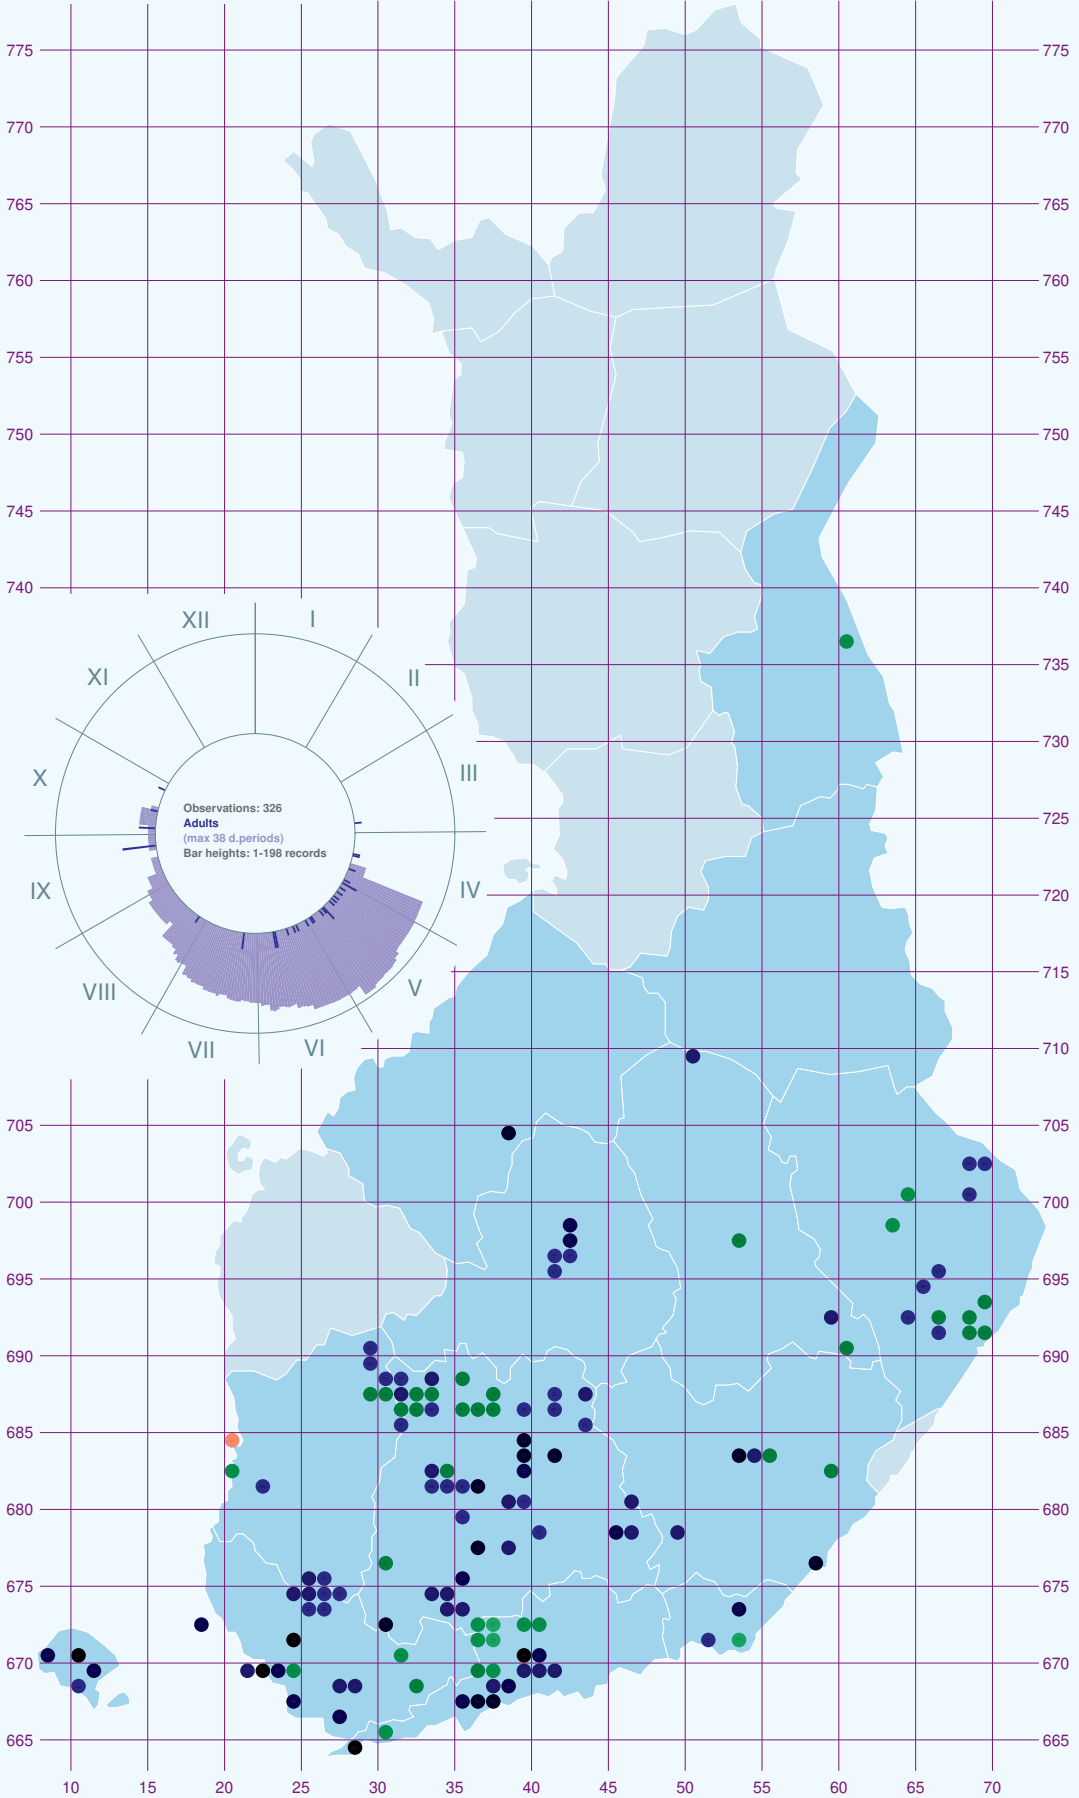 775 775
770 770
765 765
760 760
755 755
750 750
745 745
740 740
XII I
XI II
735
730 730
X III
Observations: 326
Adults
(max 38 d.periods)
Bar heights: 1-198 records
725
IX IV
720
715
VIII V
VII VI
710
705 705
700 700
695 695
690 690
685 685
680 680
675 675
670 670
665 665
10 15 20 25 30 35 40 45 50 55 60 65 70